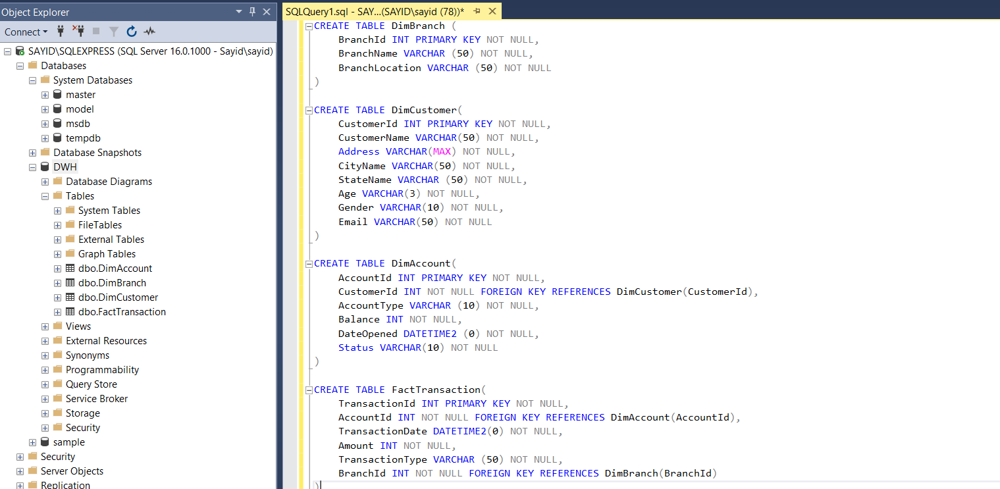 Object Explorer
Connect
SAYID\SQLEXPRESS (SQL Server 16.0.1000 - Sayid\sayid)
Databases
System Databases
master
model
msdb
tempdb
Database Snapshots
DWH
Database Diagrams
Tables
System Tables
FileTables
External Tables
Graph Tables
dbo.DimAccount
dbo.DimBranch
dbo.DimCustomer
dbo.FactTransaction
Views
External Resources
Synonyms
Programmability
Query Store
Service Broker
Storage
Security
sample
Security
Server Objects
Replication
SQLQuery1.sql - SAY...(SAYID\sayid (78))*
CREATE TABLE DimBranch (
BranchId INT PRIMARY KEY NOT NULL,
BranchName VARCHAR (50) NOT NULL,
BranchLocation VARCHAR (50) NOT NULL
)
CREATE TABLE DimCustomer(
CustomerId INT PRIMARY KEY NOT NULL,
CustomerName VARCHAR(50) NOT NULL,
Address VARCHAR(MAX) NOT NULL,
CityName VARCHAR(50) NOT NULL,
StateName VARCHAR (50) NOT NULL,
Age VARCHAR(3) NOT NULL,
Gender VARCHAR(10) NOT NULL,
Email VARCHAR(50) NOT NULL
)
CREATE TABLE DimAccount(
AccountId INT PRIMARY KEY NOT NULL,
CustomerId INT NOT NULL FOREIGN KEY REFERENCES DimCustomer(CustomerId),
AccountType VARCHAR (10) NOT NULL,
Balance INT NOT NULL,
DateOpened DATETIME2 (0) NOT NULL,
Status VARCHAR(10) NOT NULL
)
CREATE TABLE FactTransaction(
TransactionId INT PRIMARY KEY NOT NULL,
AccountId INT NOT NULL FOREIGN KEY REFERENCES DimAccount(AccountId),
TransactionDate DATETIME2(0) NOT NULL,
Amount INT NOT NULL,
TransactionType VARCHAR (50) NOT NULL,
BranchId INT NOT NULL FOREIGN KEY REFERENCES DimBranch(BranchId)
)